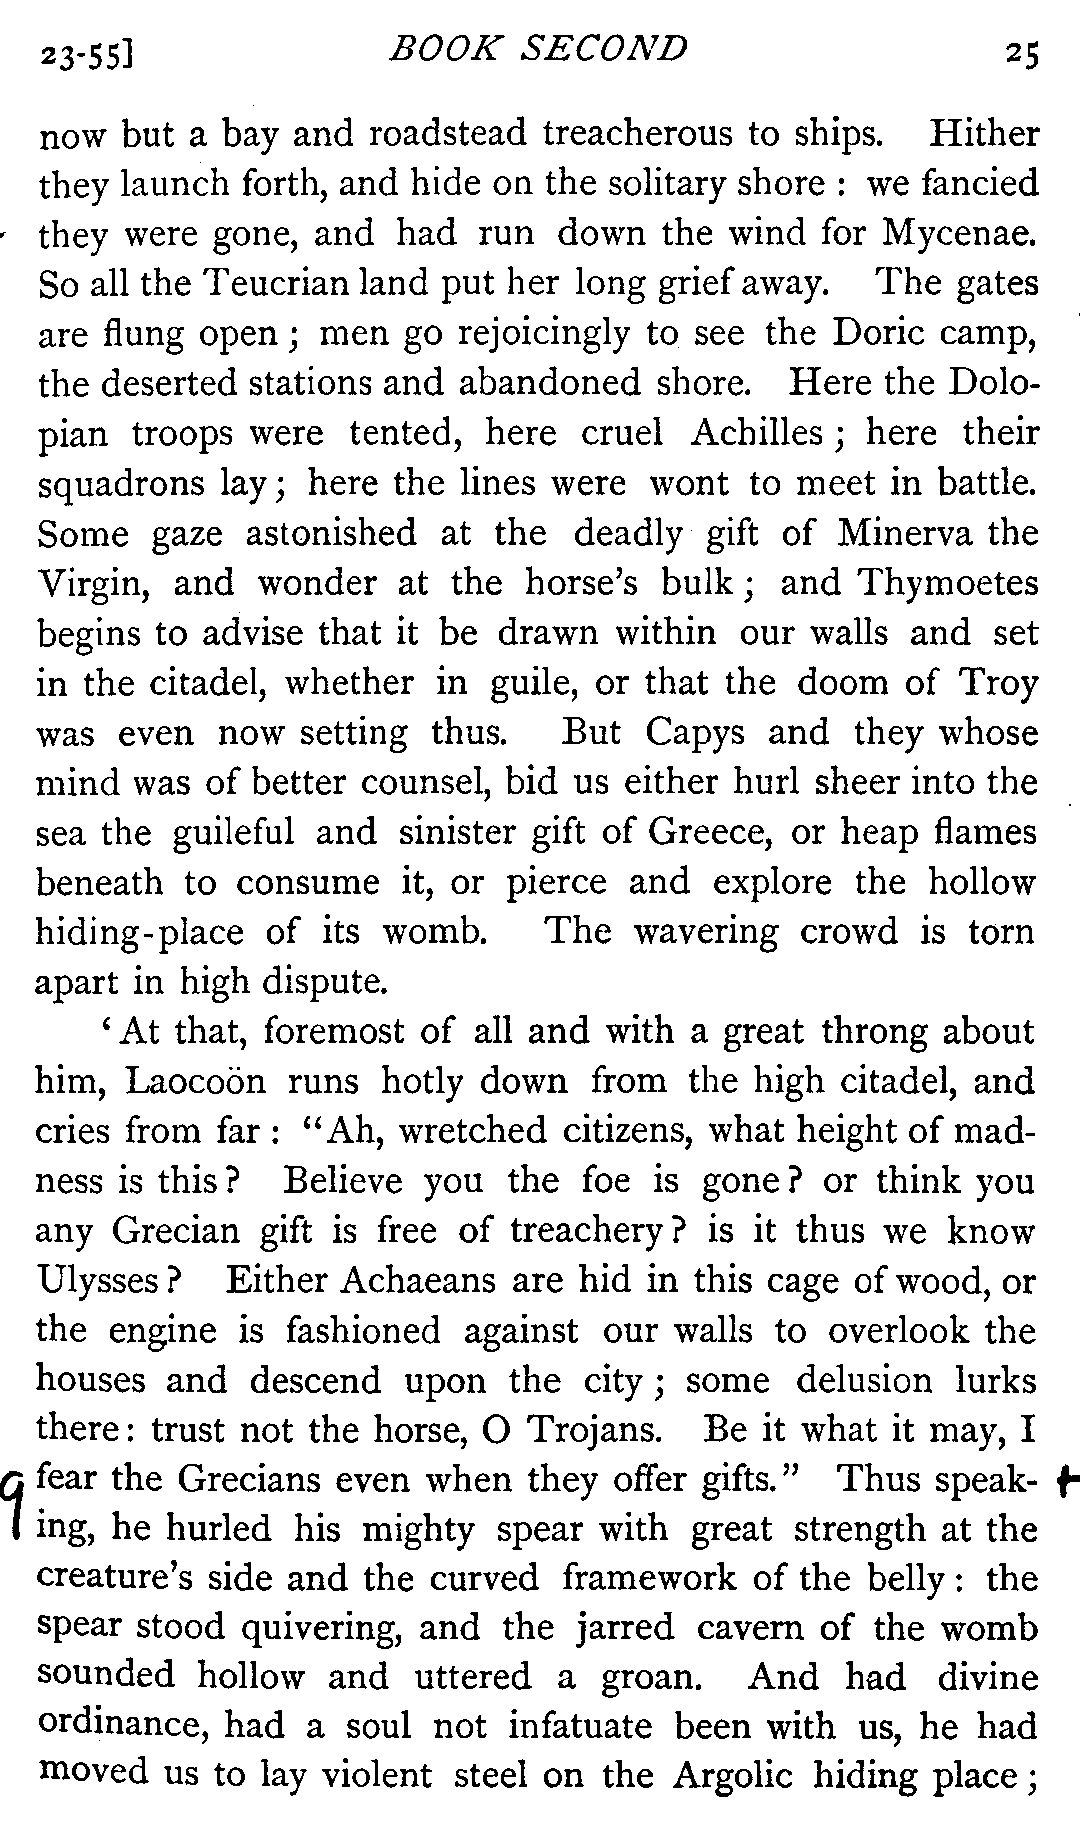 23-55] BOOK SECOND 25
now but a bay and roadstead treacherous to ships. Hither
they launch forth, and hide on the solitary shore : we fancied
they were gone, and had run down the wind for Mycenae.
So all the Teucrian land put her long grief away. The gates
are flung open ; men go rejoicingly to see the Doric camp,
the deserted stations and abandoned shore. Here the Dolo-
pian troops were tented, here cruel Achilles ; here their
squadrons lay ; here the lines were wont to meet in battle.
Some gaze astonished at the deadly gift of Minerva the
Virgin, and wonder at the horse's bulk ; and Thymoetes
begins to advise that it be drawn within our walls and set
in the citadel, whether in guile, or that the doom of Troy
was even now setting thus. But Capys and they whose
mind was of better counsel, bid us either hurl sheer into the
sea the guileful and sinister gift of Greece, or heap flames
beneath to consume it, or pierce and explore the hollow
hiding-place of its womb. The wavering crowd is torn
apart in high dispute.
‘ At that, foremost of all and with a great throng about
him, Laocoön runs hotly down from the high citadel, and
cries from far : “Ah, wretched citizens, what height of mad-
ness is this ? Believe you the foe is gone ? or think you
any Grecian gift is free of treachery ? is it thus we know
Ulysses ? Either Achaeans are hid in this cage of wood, or
the engine is fashioned against our walls to overlook the
houses and descend upon the city ; some delusion lurks
there : trust not the horse, O Trojans. Be it what it may, I
fear the Grecians even when they offer gifts.” Thus speak-
ing, he hurled his mighty spear with great strength at the
creature's side and the curved framework of the belly : the
spear stood quivering, and the jarred cavern of the womb
sounded hollow and uttered a groan. And had divine
ordinance, had a soul not infatuate been with us, he had
moved us to lay violent steel on the Argolic hiding place ;